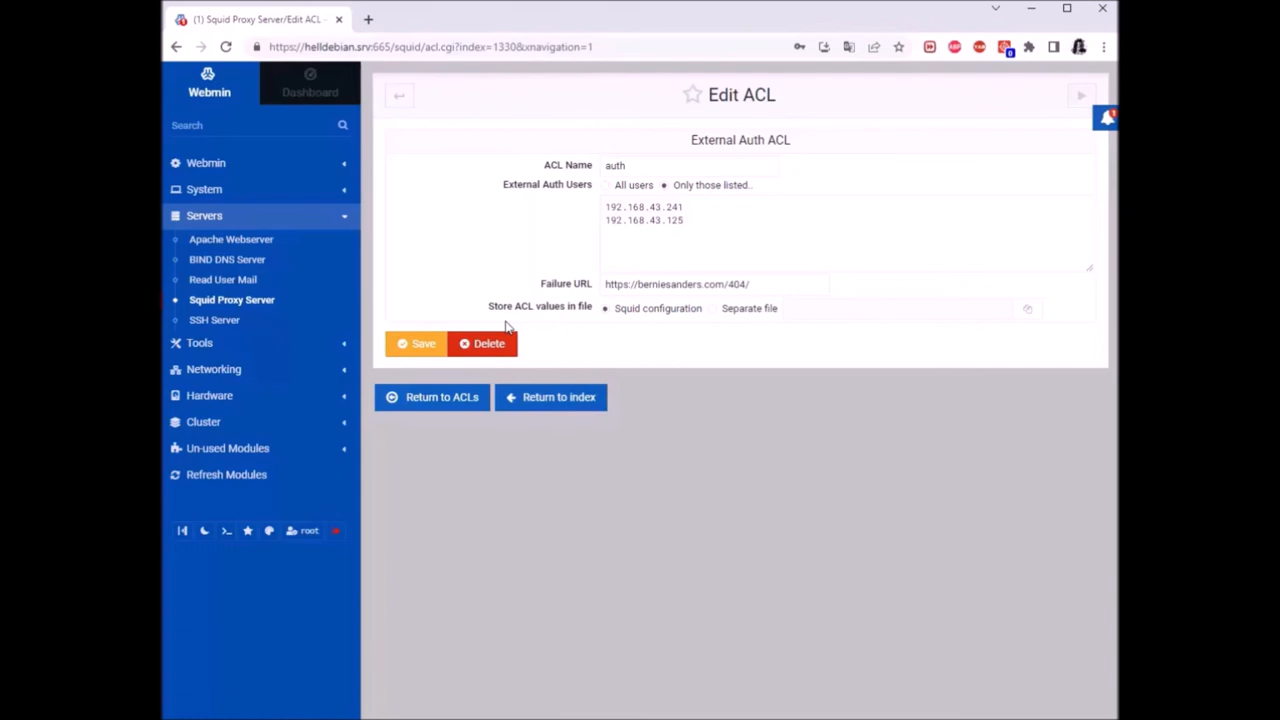 (1) Squid Proxy Server/Edit ACL -
https://helldebian.srv:665/squid/acl.cgi?index=1330&xnavigation=1
Webmin
Dashboard
Search
Webmin
System
Servers
Apache Webserver
BIND DNS Server
Read User Mail
Squid Proxy Server
SSH Server
Tools
Networking
Hardware
Cluster
Un-used Modules
Refresh Modules
root
Edit ACL
External Auth ACL
ACL Name auth
External Auth Users All users Only those listed..
192.168.43.241
192.168.43.125
Failure URL https://berniesanders.com/404/
Store ACL values in file Squid configuration Separate file
Save Delete
Return to ACLs Return to index